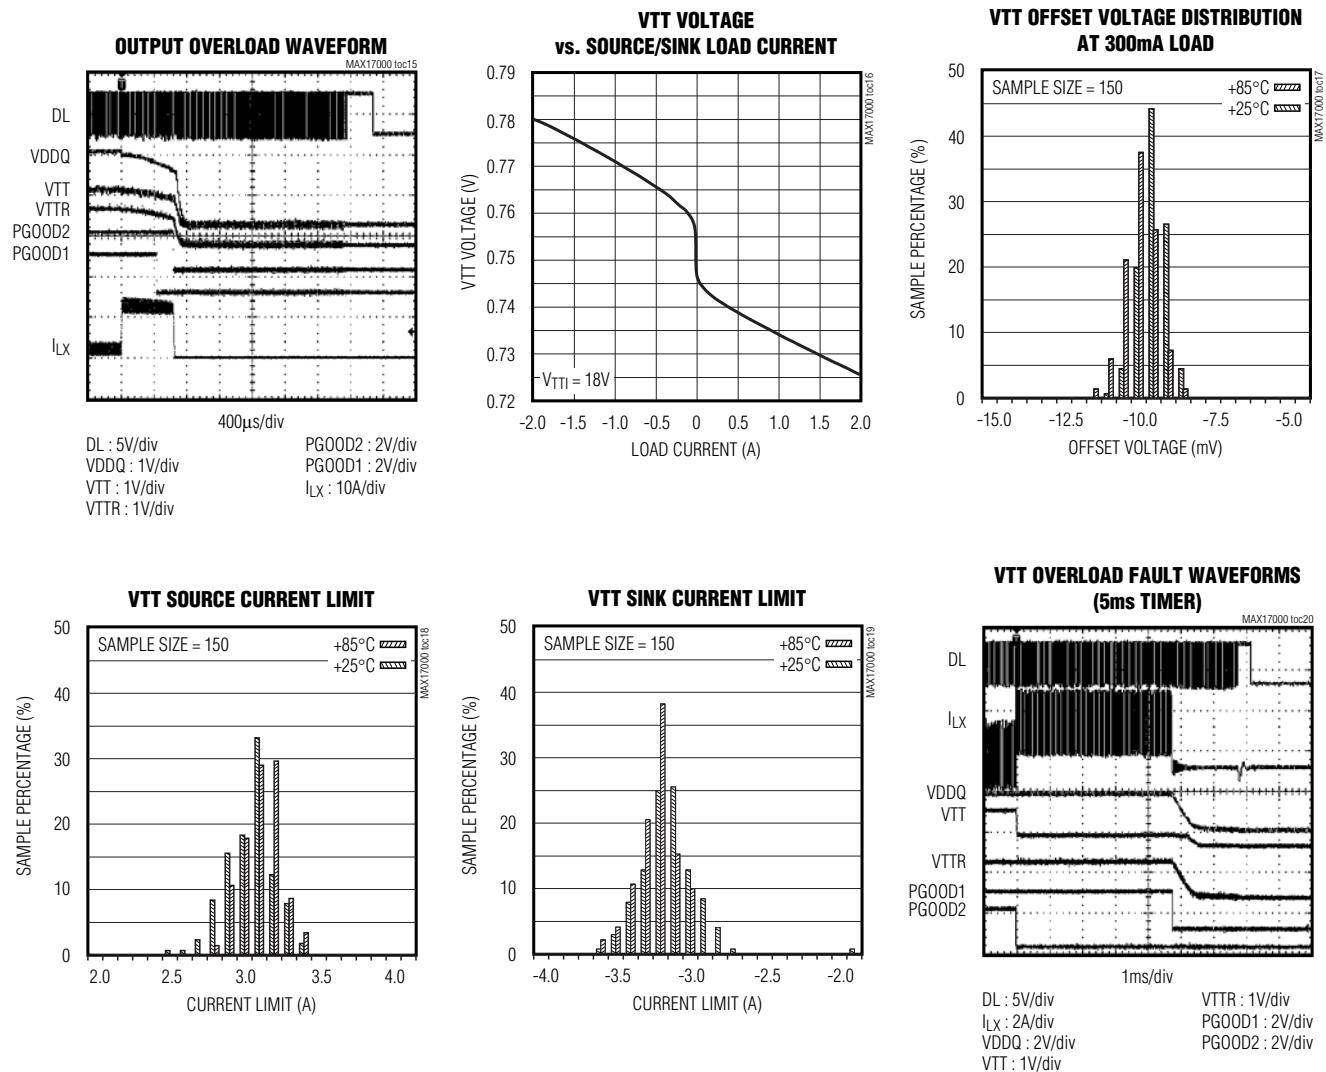 OUTPUT OVERLOAD WAVEFORM
MAX17000 toc15
DL
VDDQ
VTT
VTTR
PGOOD2
PGOOD1
ILX
400µs/div
DL : 5V/div
VDDQ : 1V/div
VTT : 1V/div
VTTR : 1V/div
PGOOD2 : 2V/div
PGOOD1 : 2V/div
ILX : 10A/div
VTT VOLTAGE
vs. SOURCE/SINK LOAD CURRENT
MAX17000 toc16
VTT VOLTAGE (V)
0.79
0.78
0.77
0.76
0.75
0.74
0.73
0.72
VTTI = 18V
-2.0 -1.5 -1.0 -0.5 0 0.5 1.0 1.5 2.0
LOAD CURRENT (A)
VTT OFFSET VOLTAGE DISTRIBUTION
AT 300mA LOAD
MAX17000 toc17
SAMPLE PERCENTAGE (%)
50
40
30
20
10
0
SAMPLE SIZE = 150
+85°C
+25°C
-15.0 -12.5 -10.0 -7.5 -5.0
OFFSET VOLTAGE (mV)
VTT SOURCE CURRENT LIMIT
MAX17000 toc18
SAMPLE PERCENTAGE (%)
50
40
30
20
10
0
SAMPLE SIZE = 150
+85°C
+25°C
2.0 2.5 3.0 3.5 4.0
CURRENT LIMIT (A)
VTT SINK CURRENT LIMIT
MAX17000 toc19
SAMPLE PERCENTAGE (%)
50
40
30
20
10
0
SAMPLE SIZE = 150
+85°C
+25°C
-4.0 -3.5 -3.0 -2.5 -2.0
CURRENT LIMIT (A)
VTT OVERLOAD FAULT WAVEFORMS
(5ms TIMER)
MAX17000 toc20
DL
ILX
VDDQ
VTT
VTTR
PGOOD1
PGOOD2
1ms/div
DL : 5V/div
ILX : 2A/div
VDDQ : 2V/div
VTT : 1V/div
VTTR : 1V/div
PGOOD1 : 2V/div
PGOOD2 : 2V/div